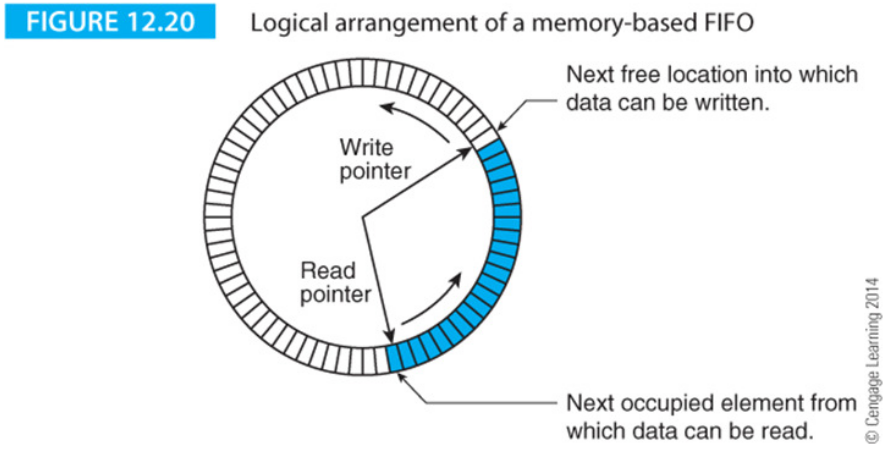 FIGURE 12.20 Logical arrangement of a memory-based FIFO
Next free location into which
data can be written.
Write
pointer
Read
pointer
Next occupied element from
which data can be read.
© Cengage Learning 2014